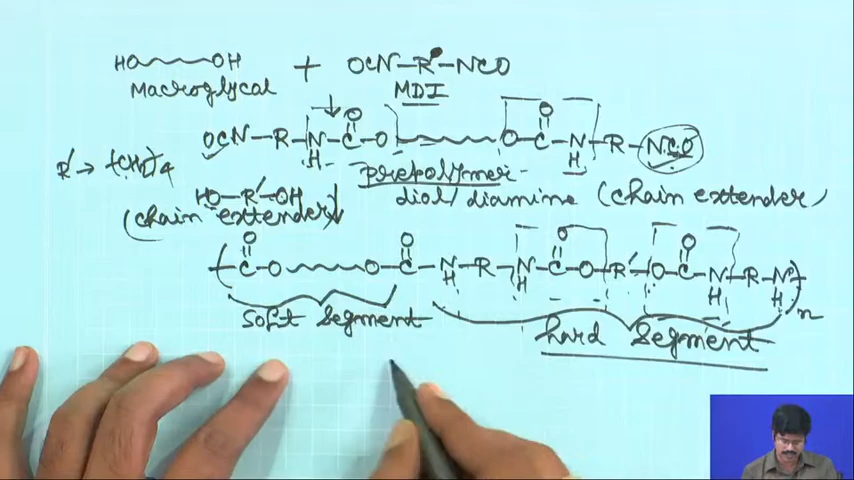 HO~~~OH + OCN-R-NCO
Macroglycol MDI
OCN-R-N-C-O~~~O-C-N-R-NCO
H O O H
prepolymer
R'→ (CH2)4
HO-R'-OH diol/diamine (chain extender)
(chain extender)
(C-O~~~O-C-N-R-N-C-O-R'-O-C-N-R-N)n
O O H H O O H H
soft segment hard segment